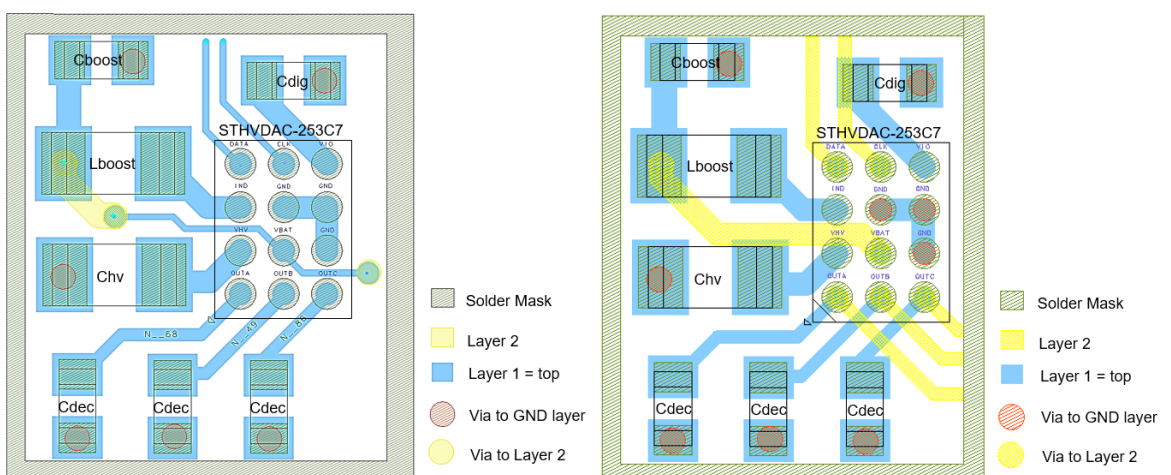 Cboost
Cdig
STHVDAC-253C7
DATA CLK VIO
Lboost
IND GND GND
VHV VBAT GND
Chv
OUTA OUTB OUTC
N__68 N__49 N__86
Cdec Cdec Cdec
Solder Mask
Layer 2
Layer 1 = top
Via to GND layer
Via to Layer 2
Cboost
Cdig
STHVDAC-253C7
DATA CLK VIO
Lboost
IND GND GND
VHV VBAT GND
Chv
OUTA OUTB OUTC
Cdec Cdec Cdec
Solder Mask
Layer 2
Layer 1 = top
Via to GND layer
Via to Layer 2